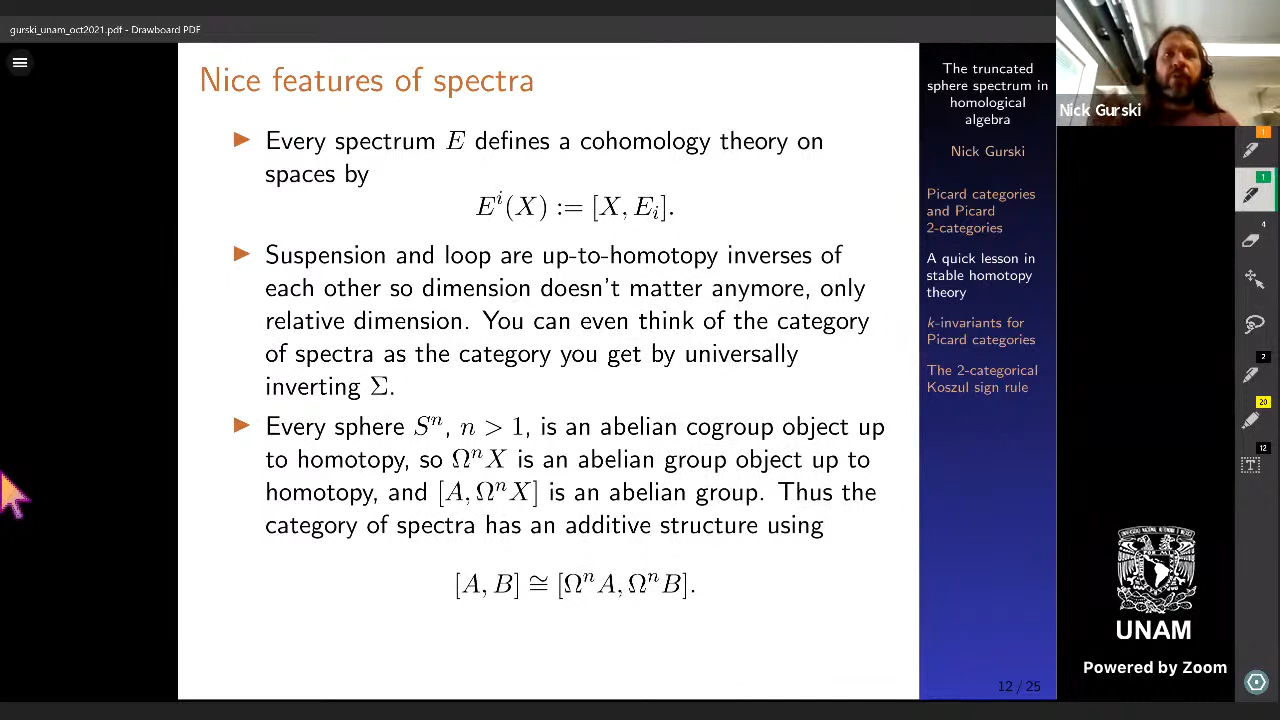 gurski_unam_oct2021.pdf - Drawboard PDF
Nice features of spectra
▶ Every spectrum E defines a cohomology theory on
spaces by
E^i(X) := [X, E_i].
▶ Suspension and loop are up-to-homotopy inverses of
each other so dimension doesn't matter anymore, only
relative dimension. You can even think of the category
of spectra as the category you get by universally
inverting Σ.
▶ Every sphere S^n, n > 1, is an abelian cogroup object up
to homotopy, so Ω^n X is an abelian group object up to
homotopy, and [A, Ω^n X] is an abelian group. Thus the
category of spectra has an additive structure using
[A, B] ≅ [Ω^n A, Ω^n B].
The truncated
sphere spectrum in
homological
algebra
Nick Gurski
Picard categories
and Picard
2-categories
A quick lesson in
stable homotopy
theory
k-invariants for
Picard categories
The 2-categorical
Koszul sign rule
12 / 25
Nick Gurski
1
1
4
2
20
12
T
UNAM
Powered by Zoom